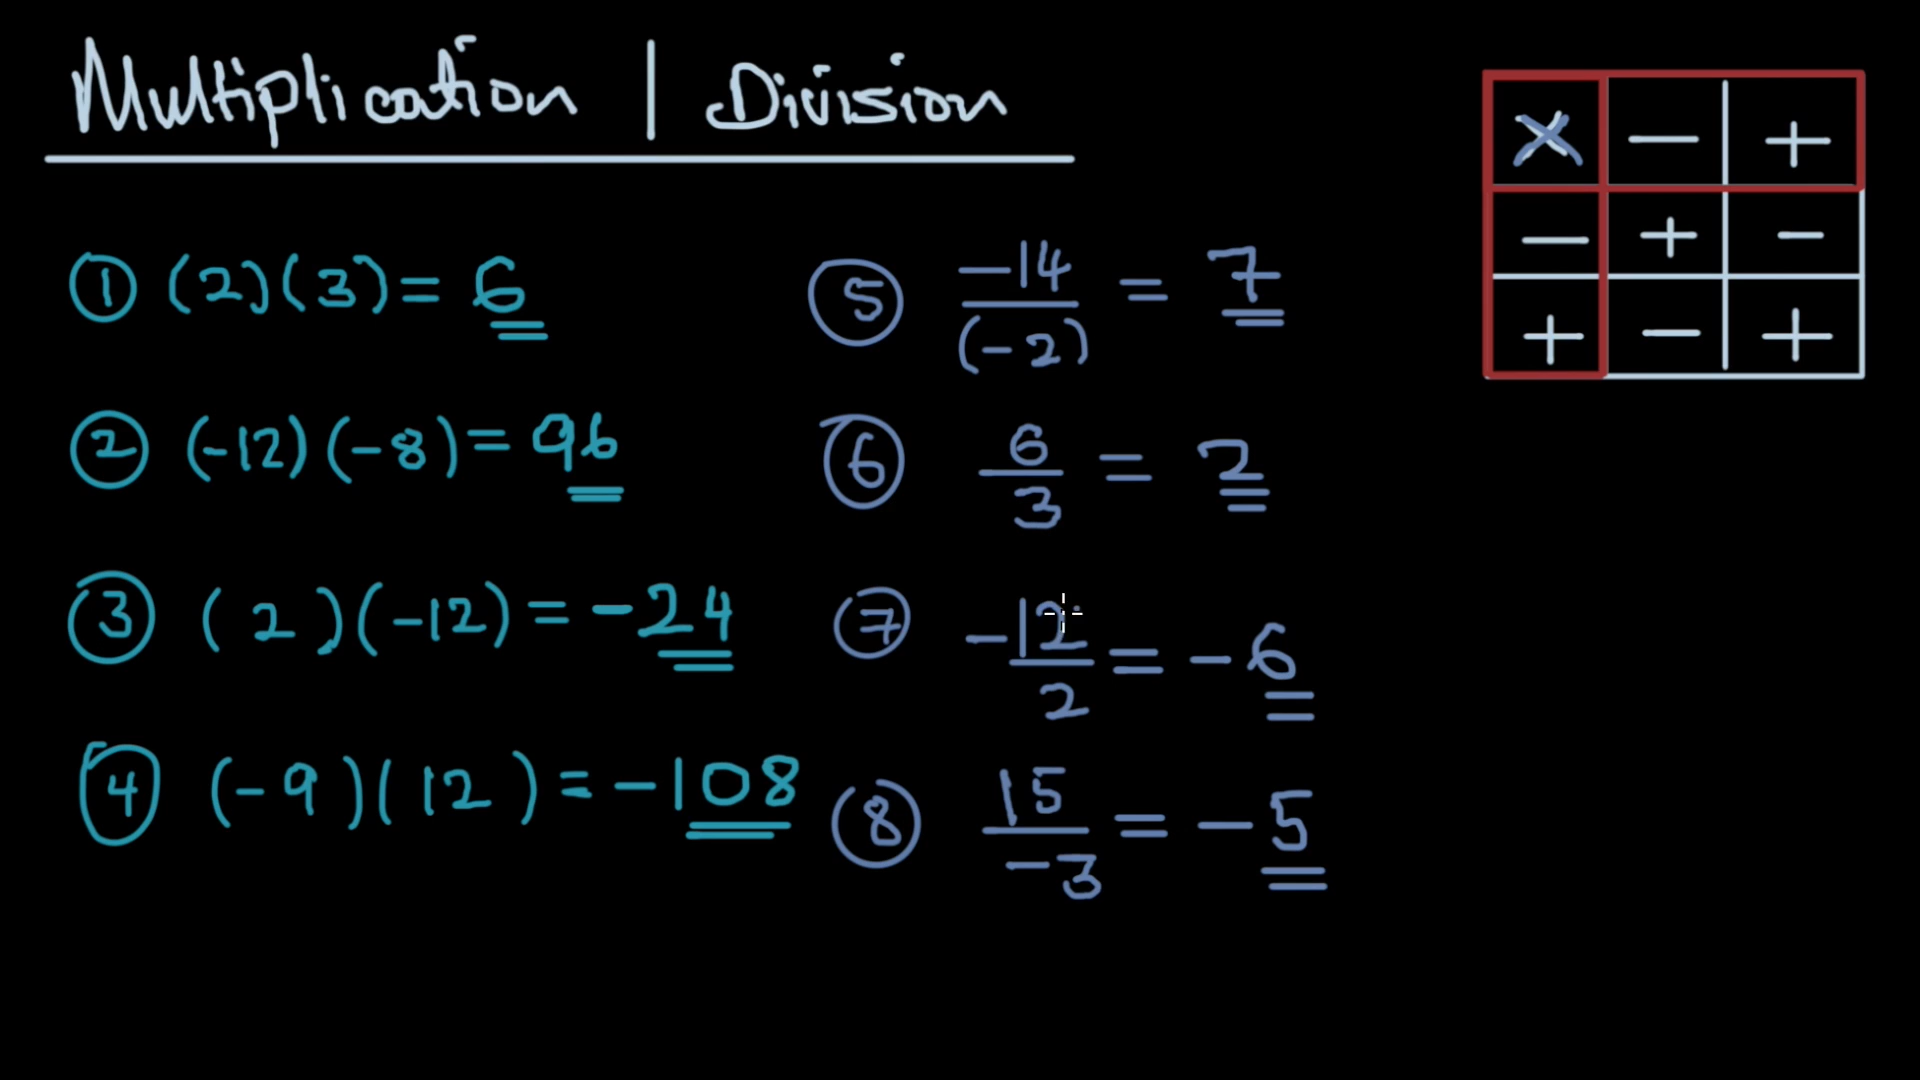 Multiplication | Division
① (2)(3) = 6
② (-12)(-8) = 96
③ (2)(-12) = -24
④ (-9)(12) = -108
⑤ -14/(-2) = 7
⑥ 6/3 = 2
⑦ -12/2 = -6
⑧ 15/-3 = -5
× − +
− + −
+ − +